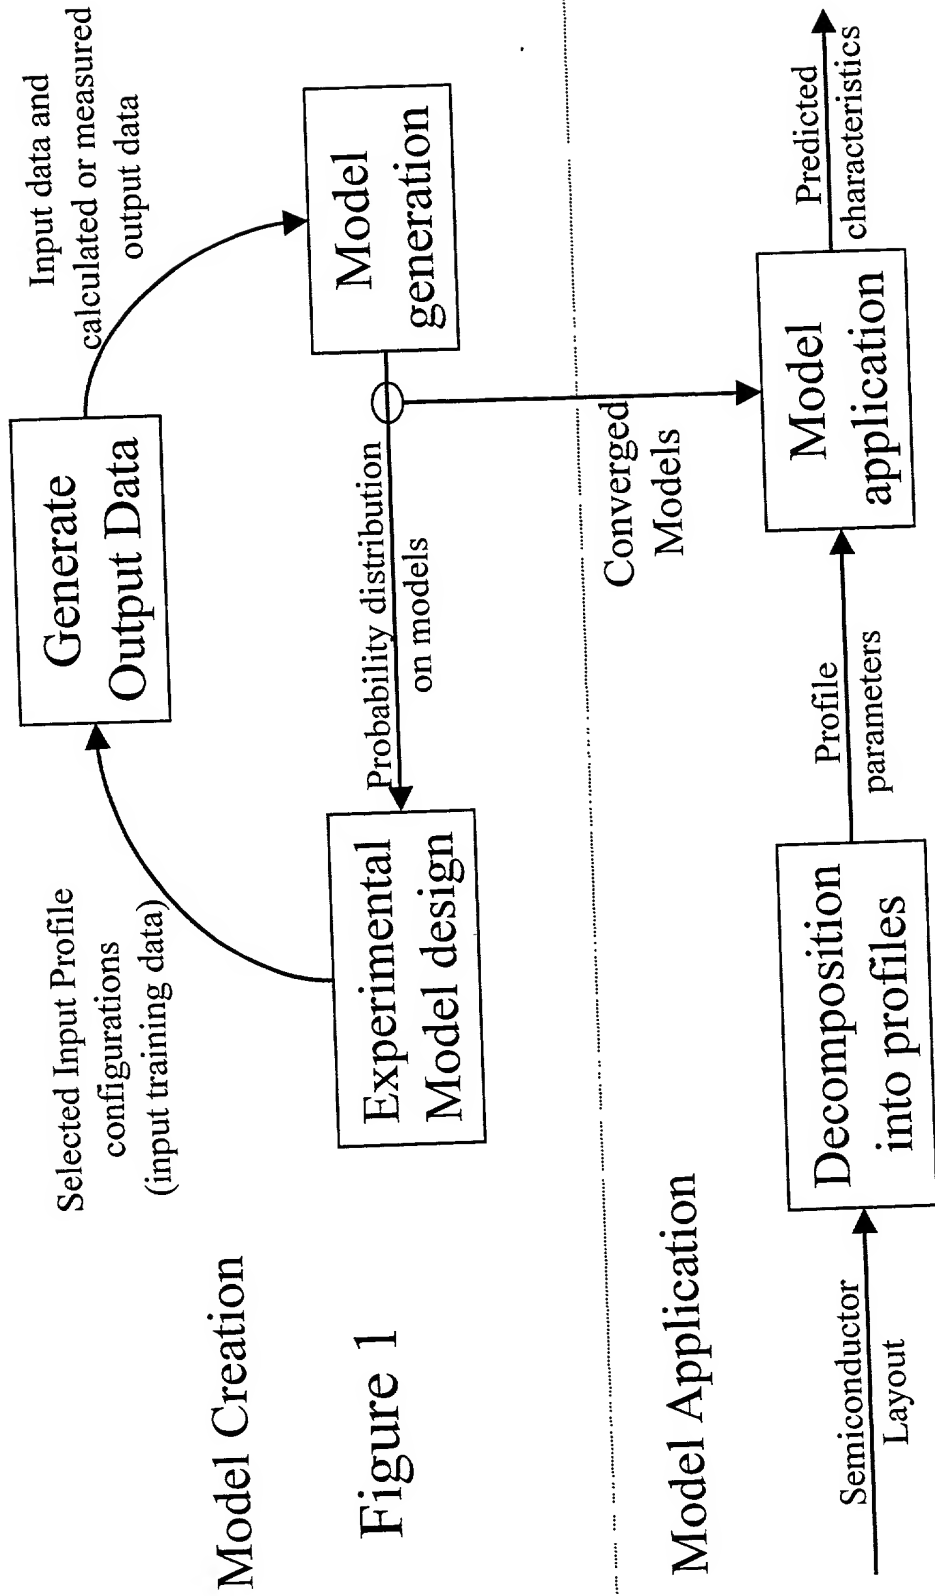 Model Creation
Figure 1
Selected Input Profile
configurations
(input training data)
Generate
Output Data
Input data and
calculated or measured
output data
Experimental
Model design
Probability distribution
on models
Model
generation
Converged
Models
Model Application
Semiconductor
Layout
Decomposition
into profiles
Profile
parameters
Model
application
Predicted
characteristics